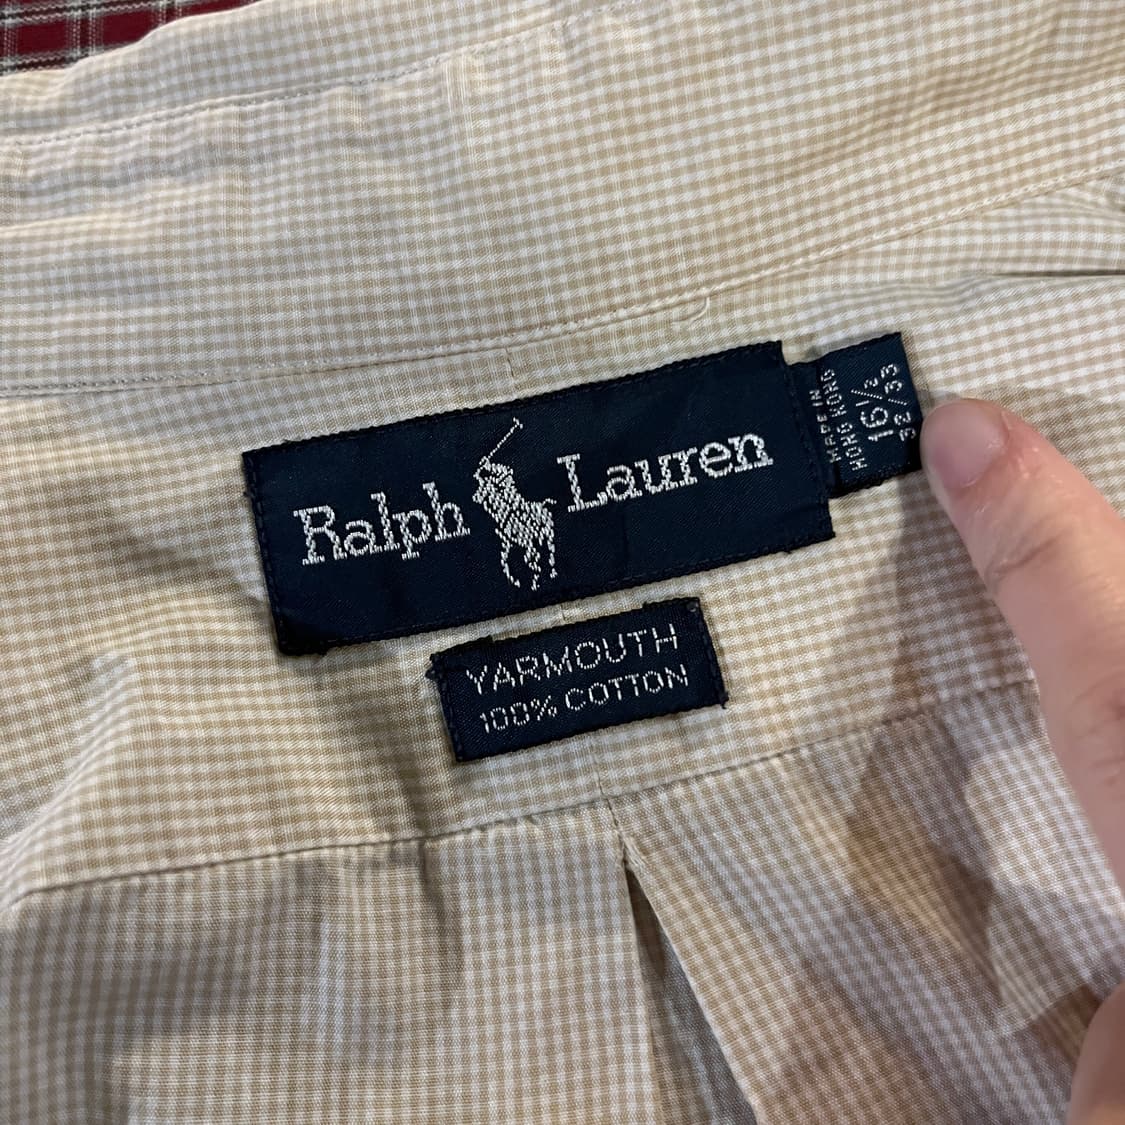 Ralph Lauren
MADE IN
HONG KONG
16 1/2
32/33
YARMOUTH
100% COTTON